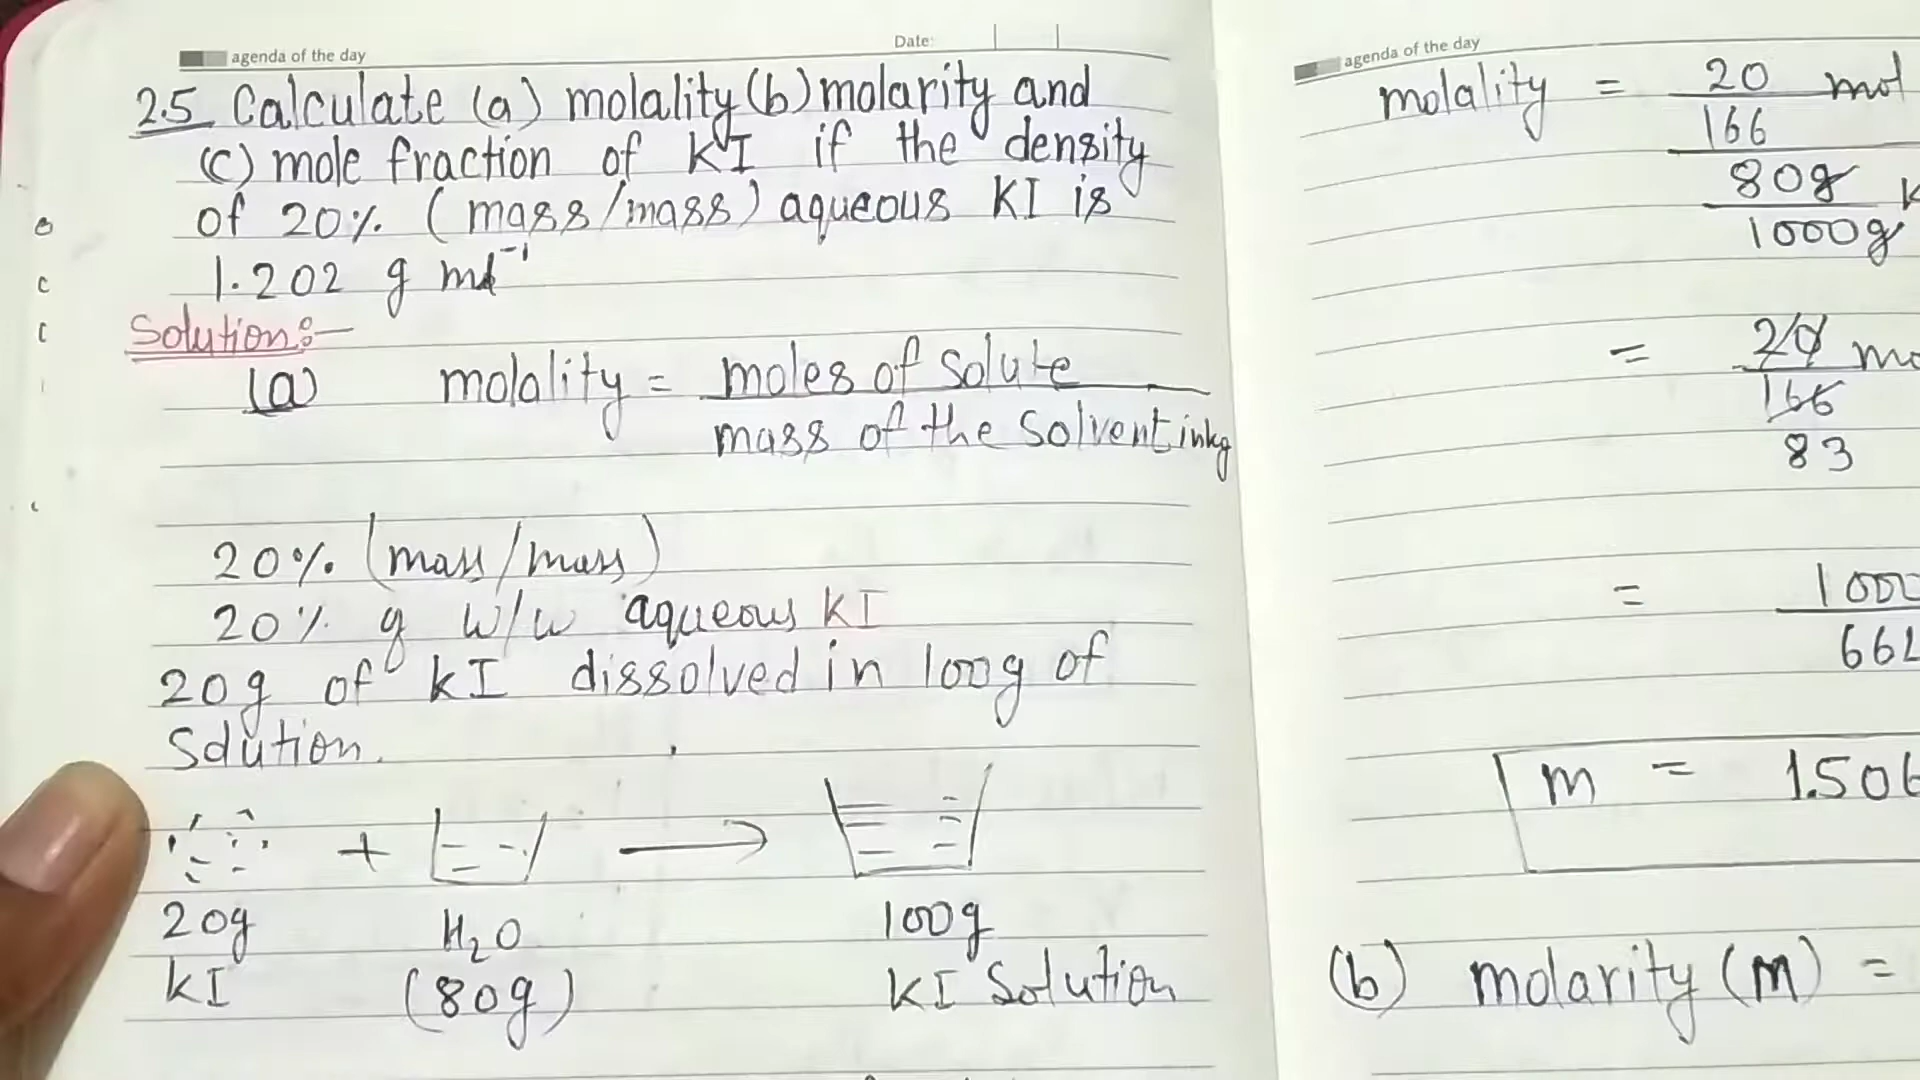 agenda of the day
Date:
2.5 Calculate (a) molality (b) molarity and
(c) mole fraction of KI if the density
of 20% (mass/mass) aqueous KI is
1.202 g ml⁻¹
Solution:—
(a) molality = moles of solute
mass of the solvent in kg
20% (mass/mass)
20% g w/w aqueous KI
20g of KI dissolved in 100g of
Solution.
+ →
20g H₂O 100g
KI (80g) KI Solution
agenda of the day
molality = 20 mol
166
80g
1000g
= 20
166
83
=
m =
(b) molarity (m) =